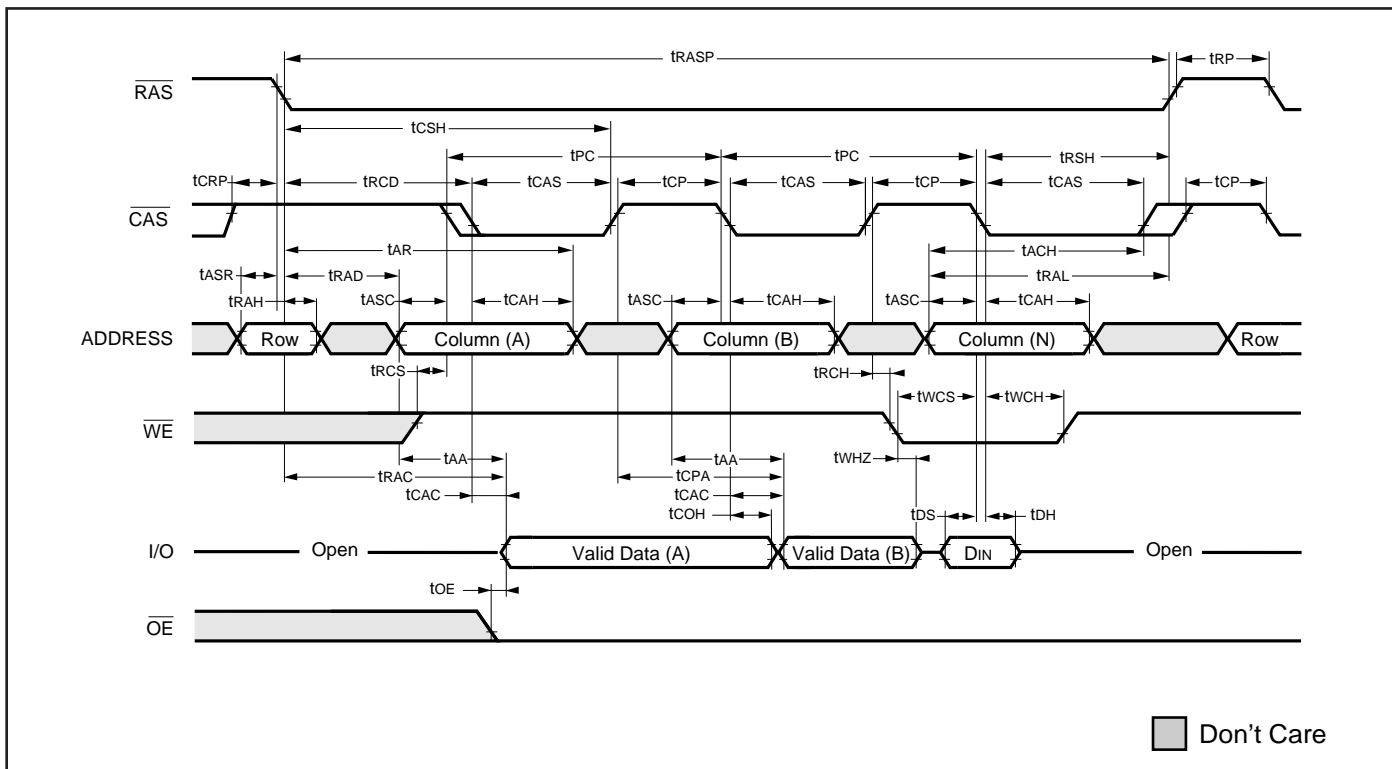 tRASP tRP
RAS
tCSH
tPC tPC tRSH
tCRP tRCD tCAS tCP tCAS tCP tCAS tCP
CAS
tAR tACH
tASR tRAD tRAL
tRAH tASC tCAH tASC tCAH tASC tCAH
ADDRESS Row Column (A) Column (B) Column (N) Row
tRCS tRCH
tWCS tWCH
WE
tAA tAA tWHZ
tRAC tCPA
tCAC tCAC
tCOH tDS tDH
I/O Open Valid Data (A) Valid Data (B) DIN Open
tOE
OE
Don't Care